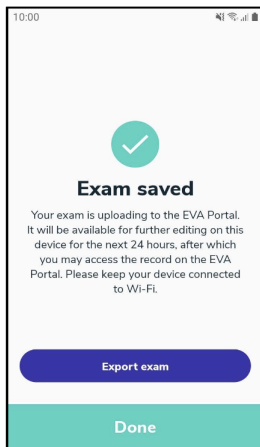 10:00
Exam saved
Your exam is uploading to the EVA Portal.
It will be available for further editing on this
device for the next 24 hours, after which
you may access the record on the EVA
Portal. Please keep your device connected
to Wi-Fi.
Export exam
Done